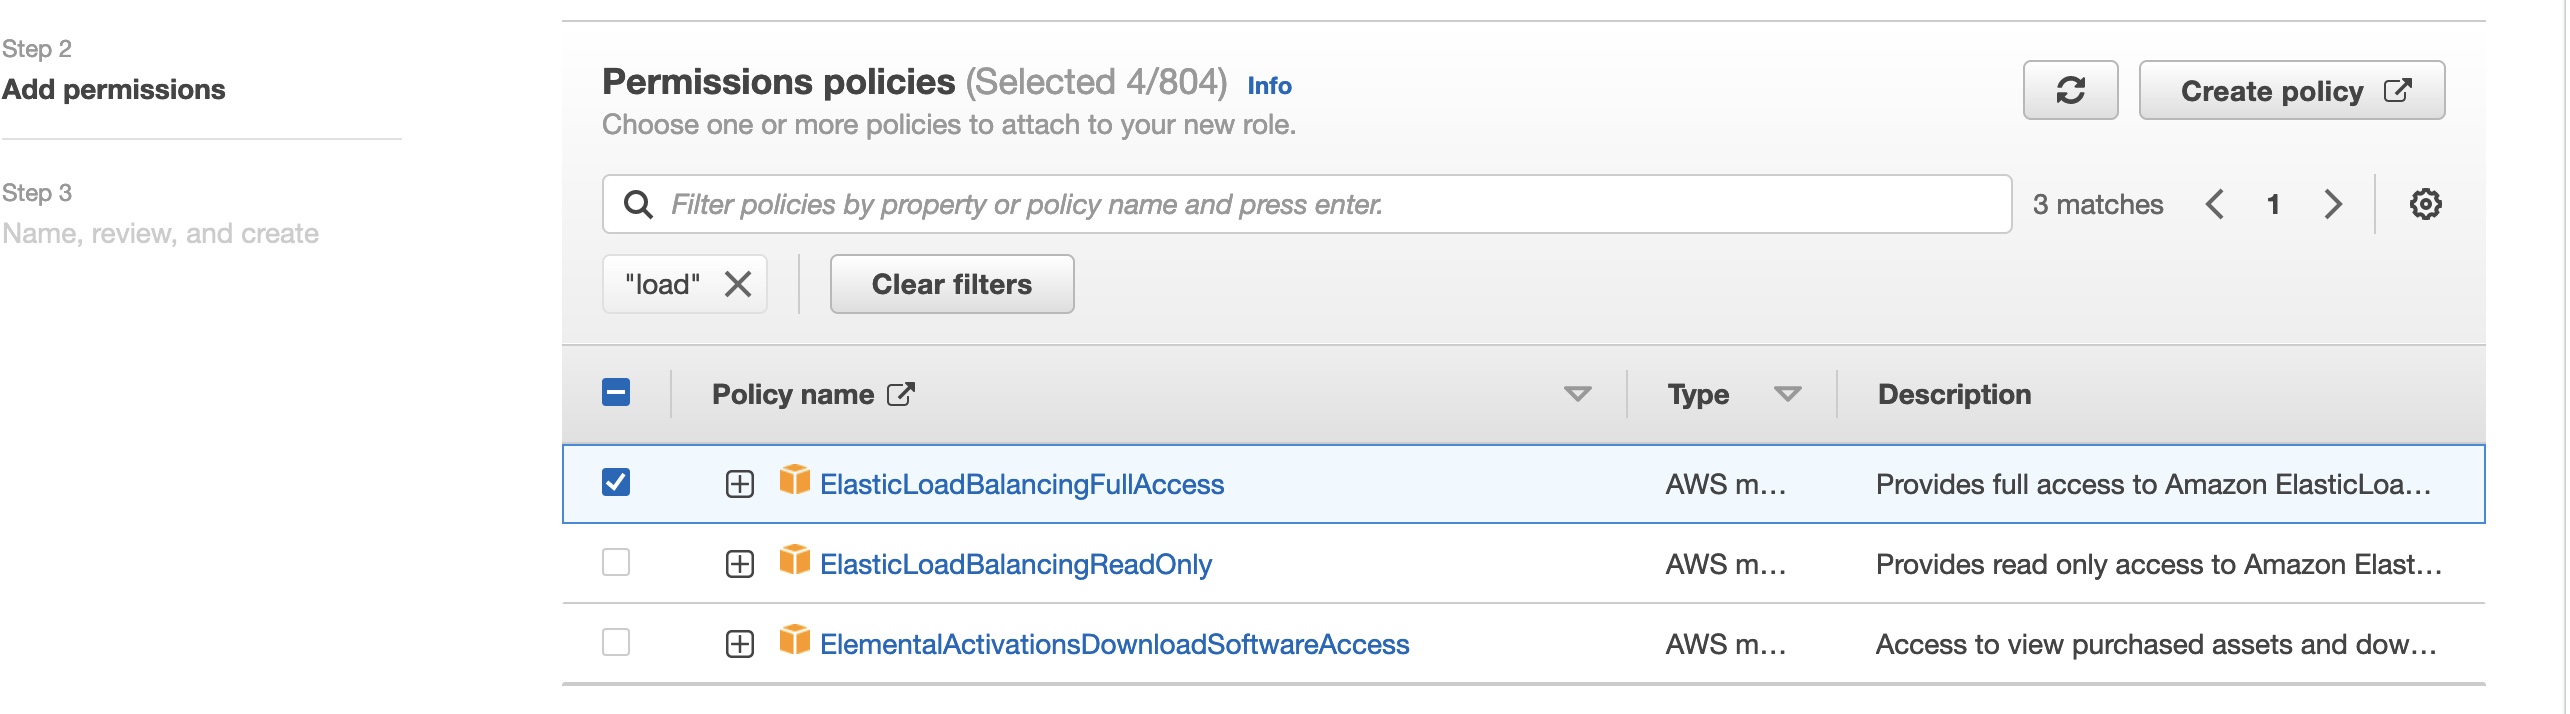 Step 2
Add permissions
Step 3
Name, review, and create
Permissions policies (Selected 4/804) Info
Choose one or more policies to attach to your new role.
Create policy
Filter policies by property or policy name and press enter.
3 matches
1
"load"
Clear filters
Policy name Type Description
ElasticLoadBalancingFullAccess AWS m... Provides full access to Amazon ElasticLoa...
ElasticLoadBalancingReadOnly AWS m... Provides read only access to Amazon Elast...
ElementalActivationsDownloadSoftwareAccess AWS m... Access to view purchased assets and dow...